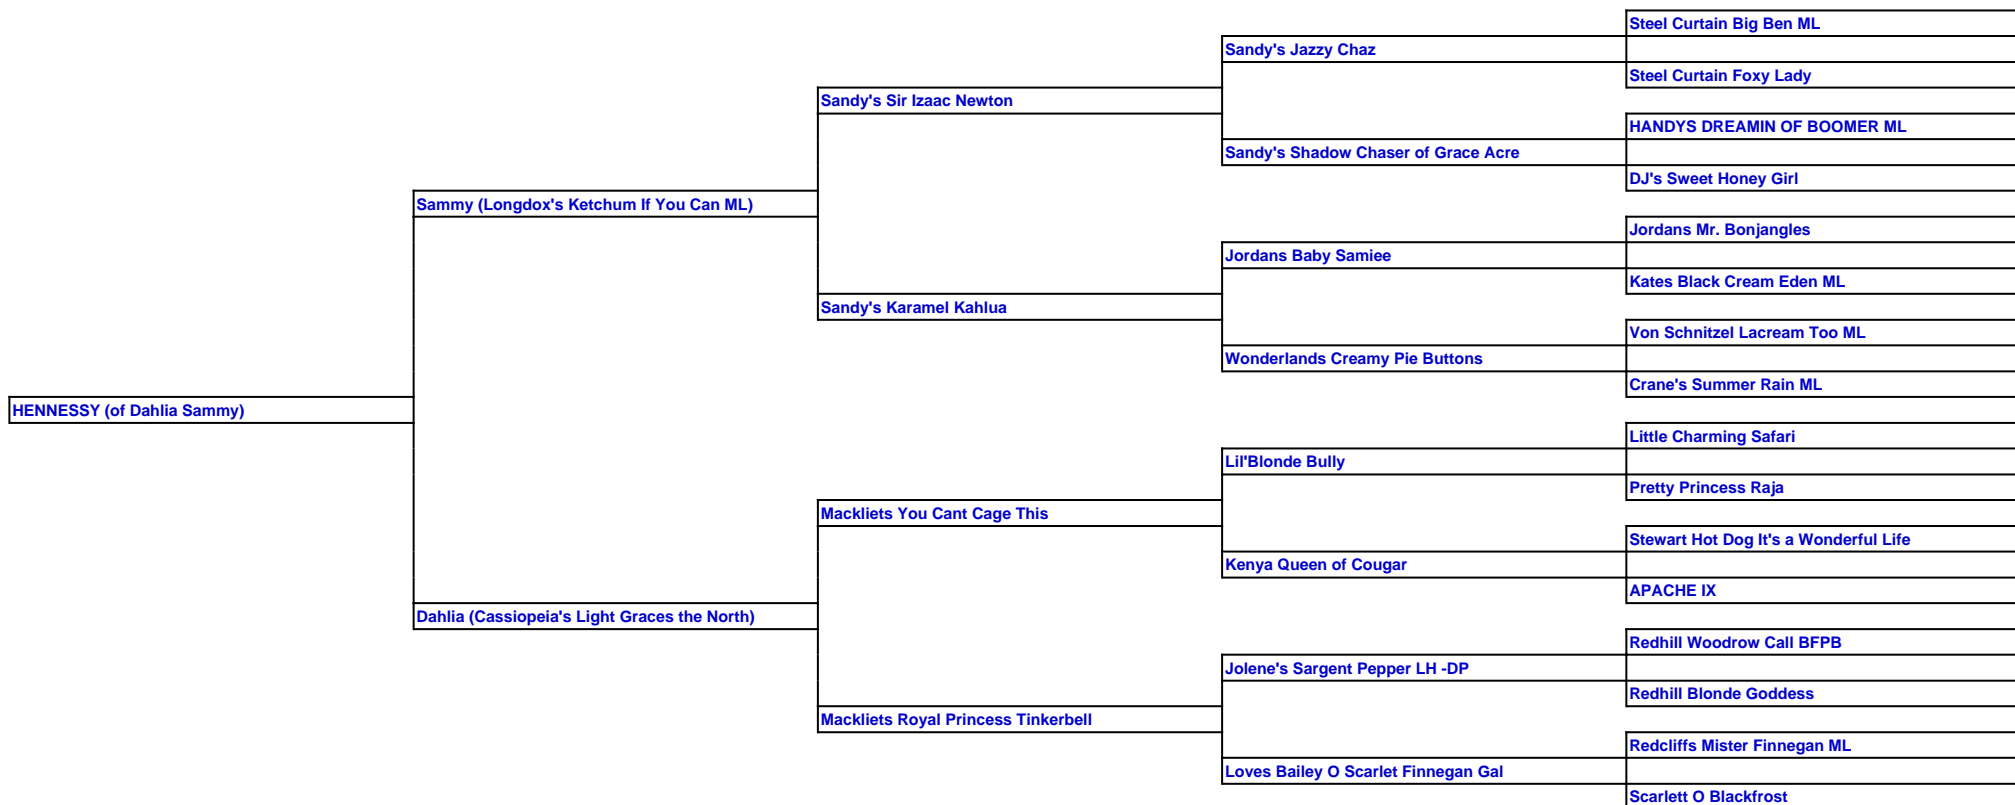 Steel Curtain Big Ben ML
Sandy's Jazzy Chaz
Steel Curtain Foxy Lady
Sandy's Sir Izaac Newton
HANDYS DREAMIN OF BOOMER ML
Sandy's Shadow Chaser of Grace Acre
DJ's Sweet Honey Girl
Sammy (Longdox's Ketchum If You Can ML)
Jordans Mr. Bonjangles
Jordans Baby Samiee
Kates Black Cream Eden ML
Sandy's Karamel Kahlua
Von Schnitzel Lacream Too ML
Wonderlands Creamy Pie Buttons
Crane's Summer Rain ML
HENNESSY (of Dahlia Sammy)
Little Charming Safari
Lil'Blonde Bully
Pretty Princess Raja
Mackliets You Cant Cage This
Stewart Hot Dog It's a Wonderful Life
Kenya Queen of Cougar
APACHE IX
Dahlia (Cassiopeia's Light Graces the North)
Redhill Woodrow Call BFPB
Jolene's Sargent Pepper LH -DP
Redhill Blonde Goddess
Mackliets Royal Princess Tinkerbell
Redcliffs Mister Finnegan ML
Loves Bailey O Scarlet Finnegan Gal
Scarlett O Blackfrost